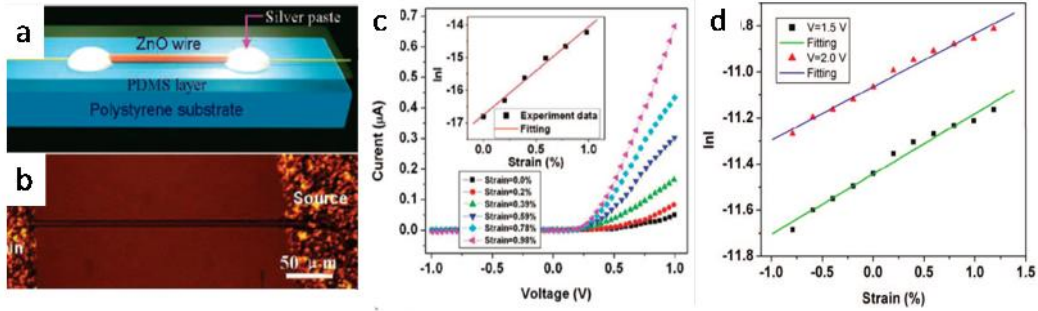 a
Silver paste
ZnO wire
PDMS layer
Polystyrene substrate
b
Source
in
50 μm
c
Curent (μA)
0.7
0.6
0.5
0.4
0.3
0.2
0.1
0.0
-1.0 -0.5 0.0 0.5 1.0
Voltage (V)
lnI
-14
-15
-16
-17
Experiment data
Fitting
0.0 0.5 1.0
Strain (%)
Strain=0.0%
Strain=0.2%
Strain=0.39%
Strain=0.59%
Strain=0.78%
Strain=0.98%
d
lnI
-11.0
-11.2
-11.4
-11.6
-11.8
V=1.5 V
Fitting
V=2.0 V
Fitting
-1.0 -0.5 0.0 0.5 1.0 1.5
Strain (%)